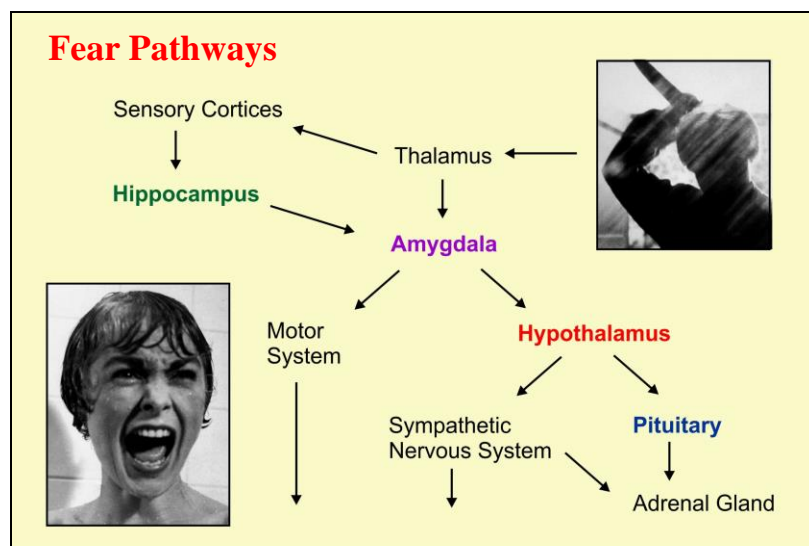 Fear Pathways
Sensory Cortices
Thalamus
Hippocampus
Amygdala
Motor
System
Hypothalamus
Sympathetic
Nervous System
Pituitary
Adrenal Gland